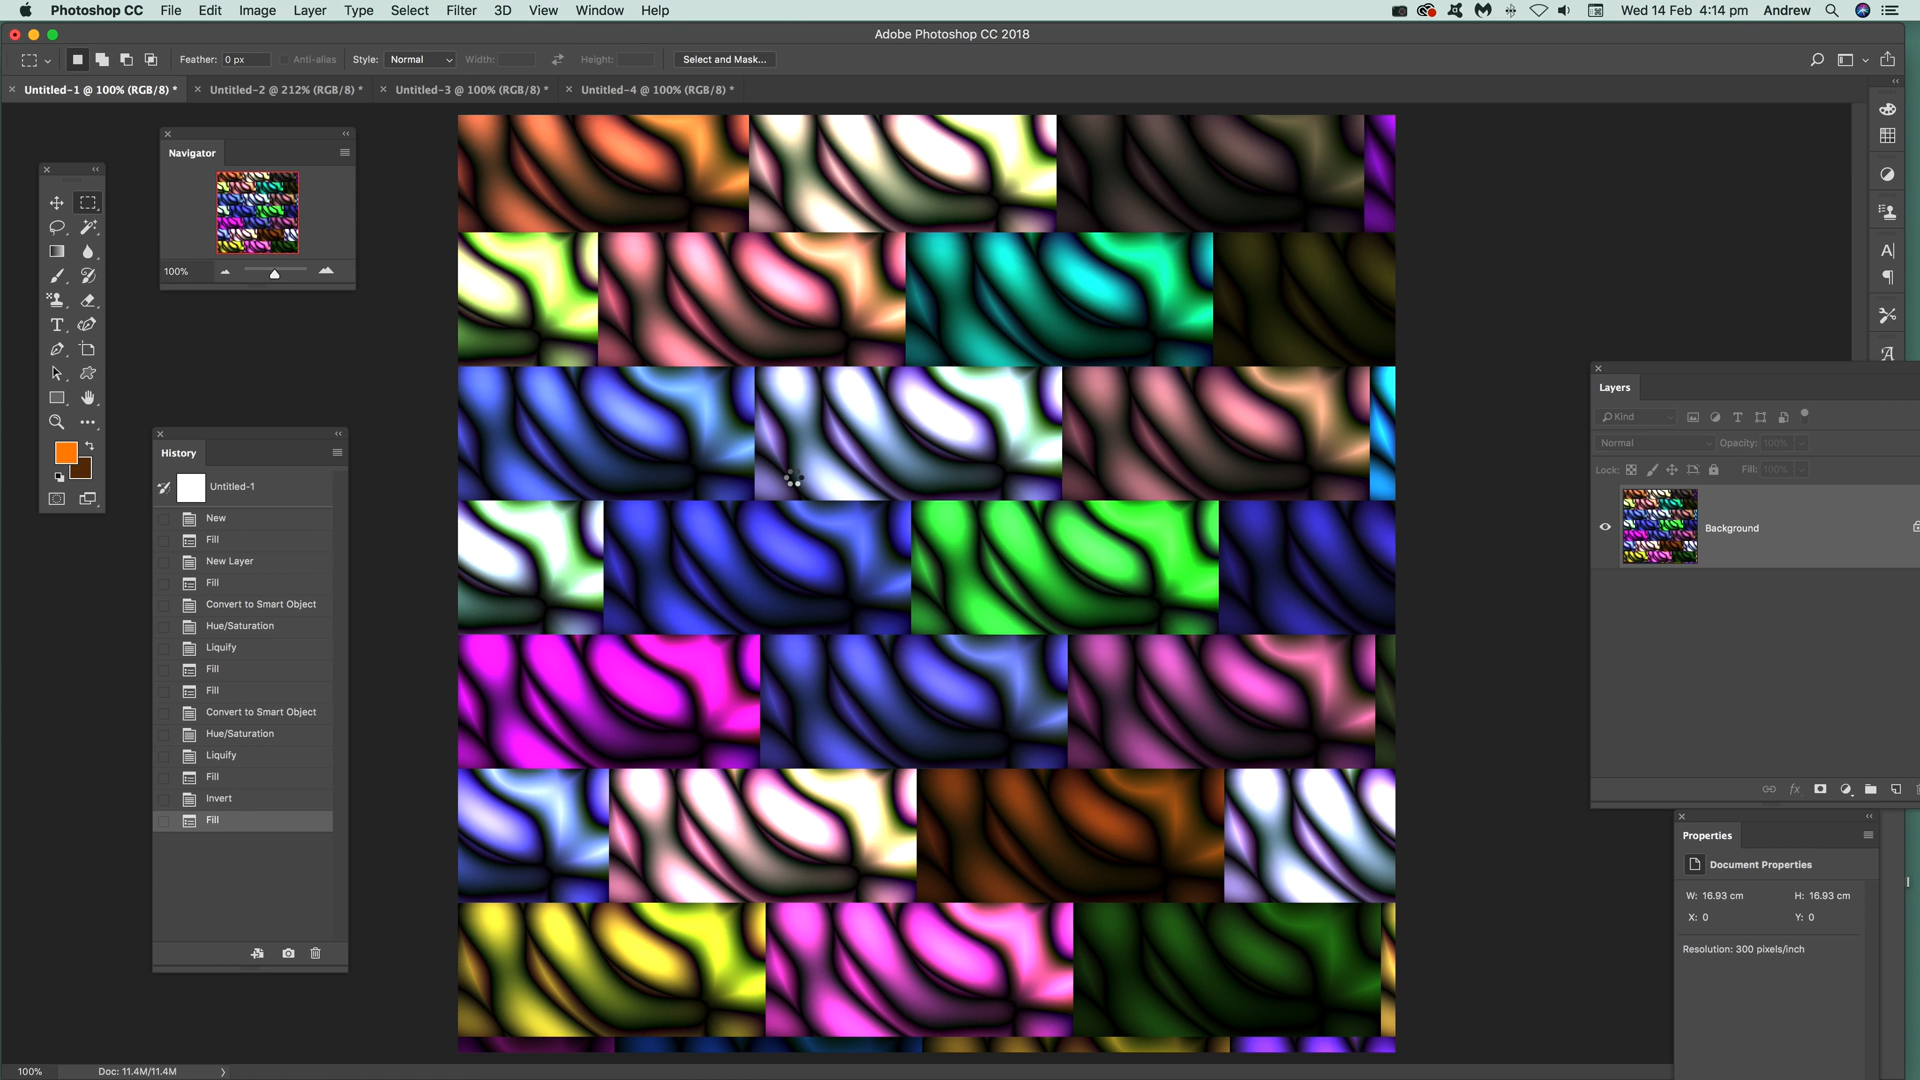 Photoshop CC File Edit Image Layer Type Select Filter 3D View Window Help Wed 14 Feb 4:14 pm Andrew
Adobe Photoshop CC 2018
Feather: 0 px Anti-alias Style: Normal Width: Height: Select and Mask...
Untitled-1 @ 100% (RGB/8) * Untitled-2 @ 212% (RGB/8) * Untitled-3 @ 100% (RGB/8) * Untitled-4 @ 100% (RGB/8) *
Navigator
100%
History
Untitled-1
New
Fill
New Layer
Fill
Convert to Smart Object
Hue/Saturation
Liquify
Fill
Fill
Convert to Smart Object
Hue/Saturation
Liquify
Fill
Invert
Fill
Layers
Kind
Normal Opacity: 100%
Lock: Fill: 100%
Background
fx
Properties
Document Properties
W: 16.93 cm H: 16.93 cm
X: 0 Y: 0
Resolution: 300 pixels/inch
100% Doc: 11.4M/11.4M